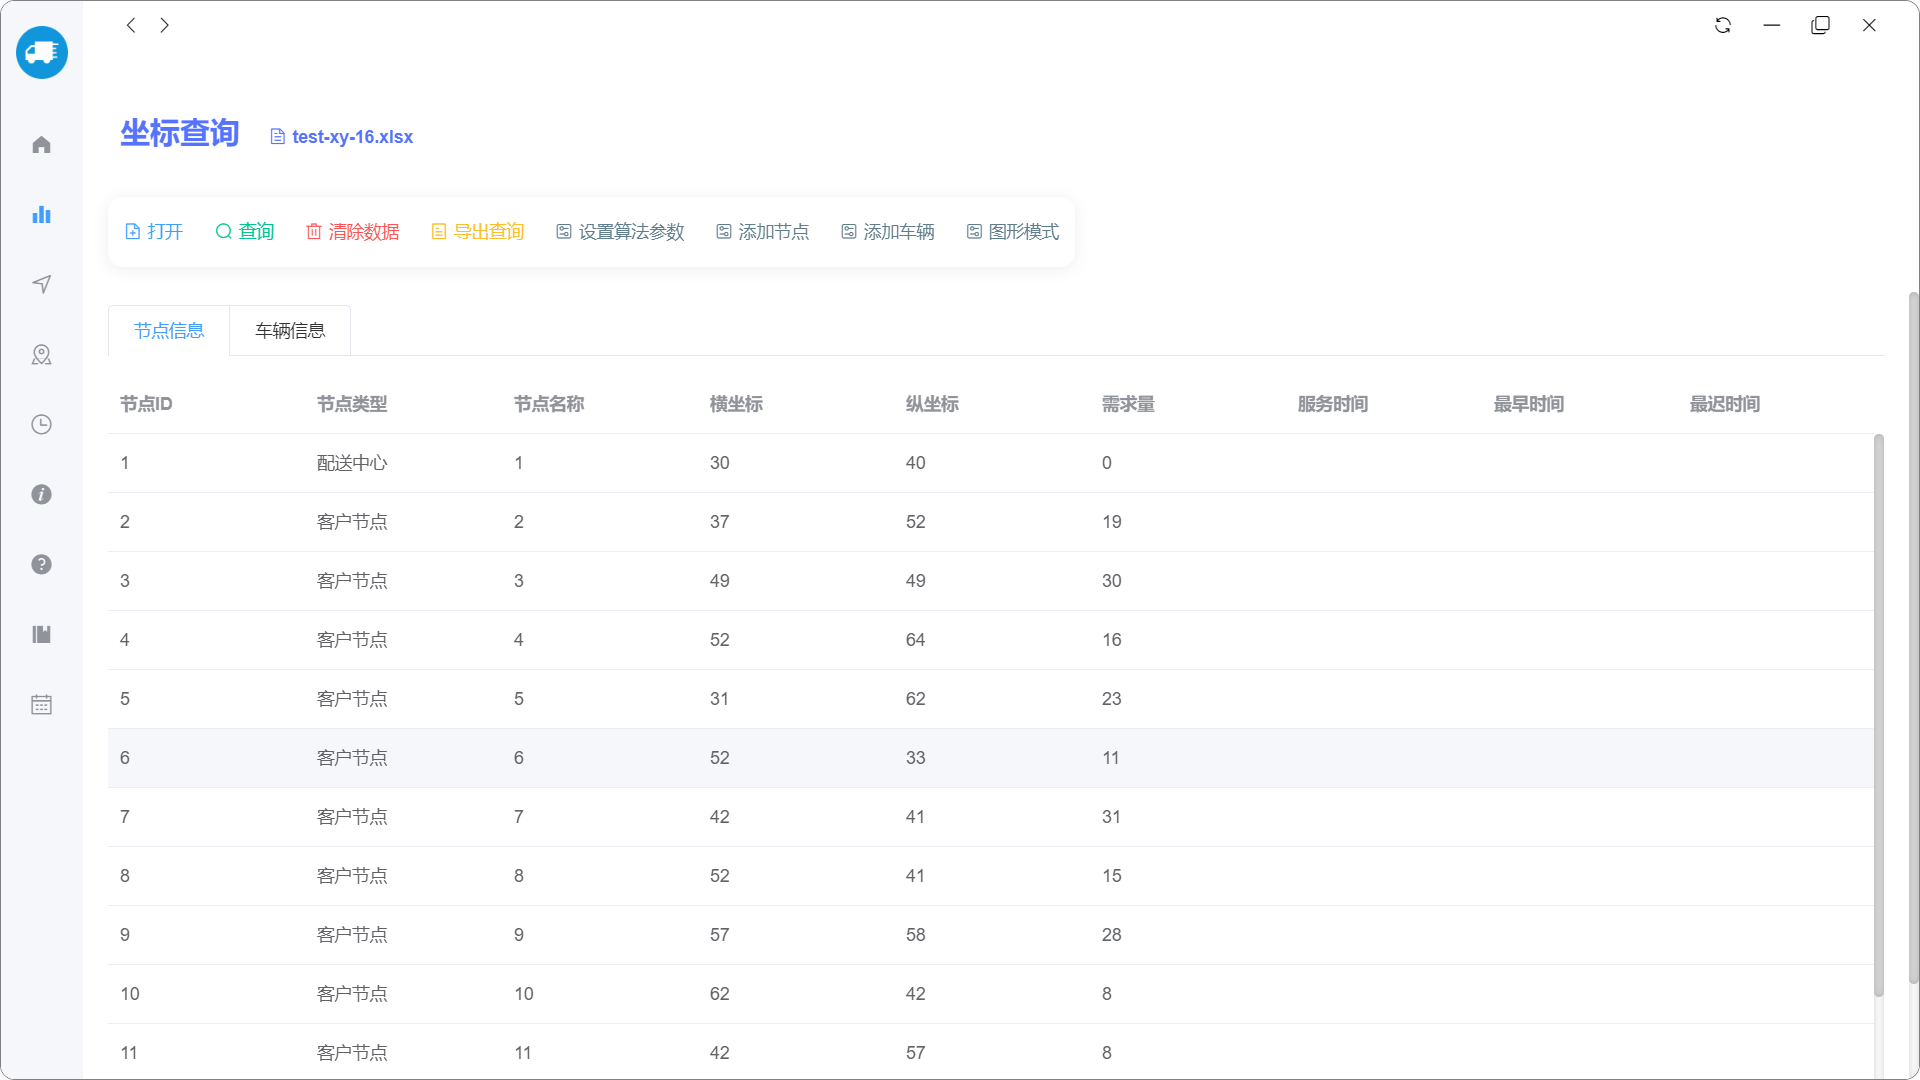 坐标查询 test-xy-16.xlsx
打开 查询 清除数据 导出查询 设置算法参数 添加节点 添加车辆 图形模式
节点信息 车辆信息
节点ID 节点类型 节点名称 横坐标 纵坐标 需求量 服务时间 最早时间 最迟时间
1 配送中心 1 30 40 0
2 客户节点 2 37 52 19
3 客户节点 3 49 49 30
4 客户节点 4 52 64 16
5 客户节点 5 31 62 23
6 客户节点 6 52 33 11
7 客户节点 7 42 41 31
8 客户节点 8 52 41 15
9 客户节点 9 57 58 28
10 客户节点 10 62 42 8
11 客户节点 11 42 57 8